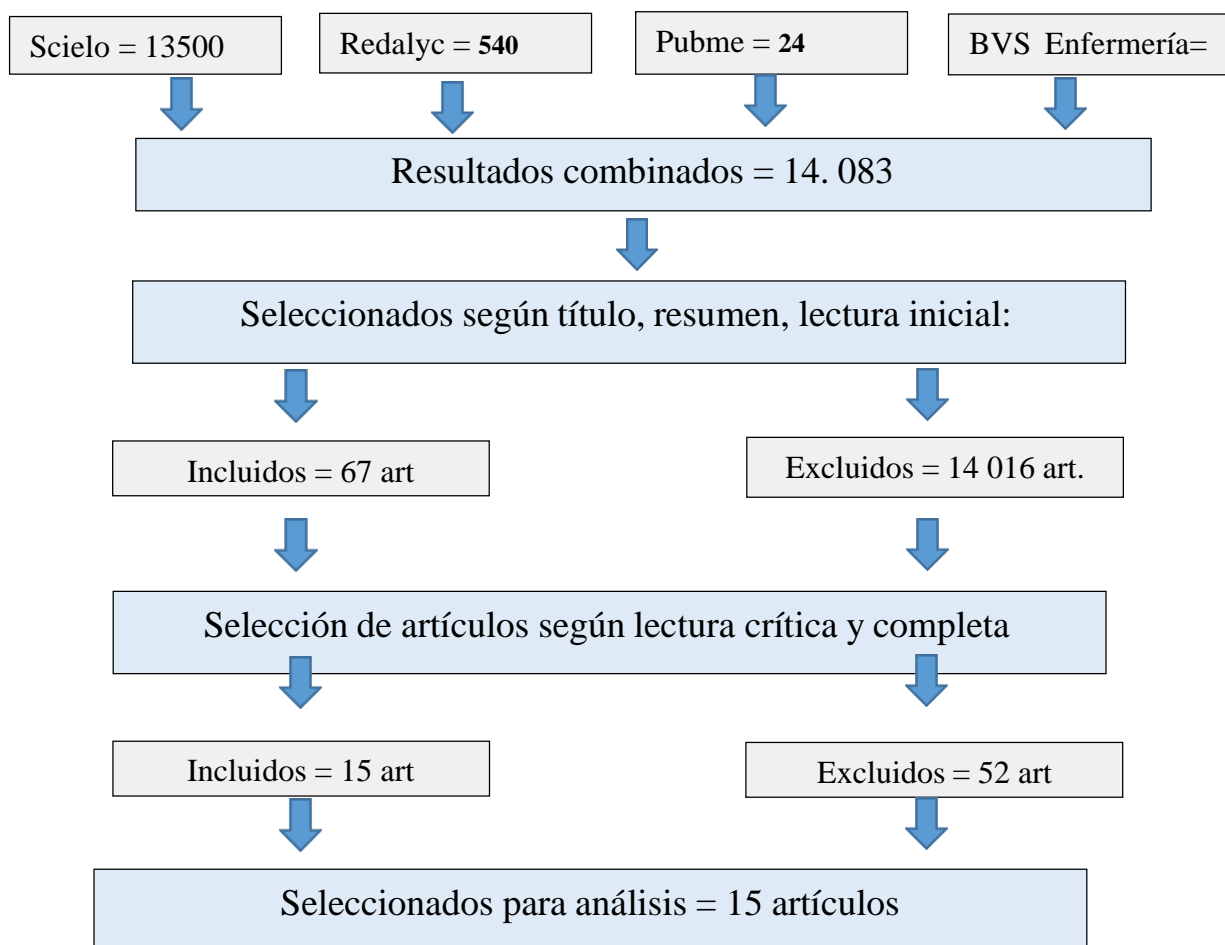 Scielo = 13500
Redalyc = 540
Pubme = 24
BVS Enfermería=
Resultados combinados = 14. 083
Seleccionados según título, resumen, lectura inicial:
Incluidos = 67 art
Excluidos = 14 016 art.
Selección de artículos según lectura crítica y completa
Incluidos = 15 art
Excluidos = 52 art
Seleccionados para análisis = 15 artículos